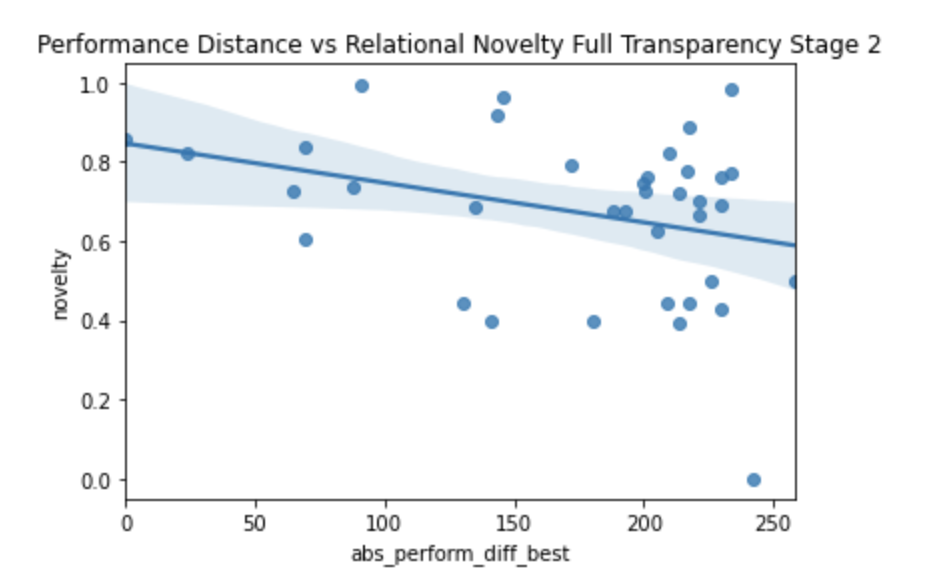 Performance Distance vs Relational Novelty Full Transparency Stage 2
1.0
0.8
0.6
0.4
0.2
0.0
novelty
0 50 100 150 200 250
abs_perform_diff_best